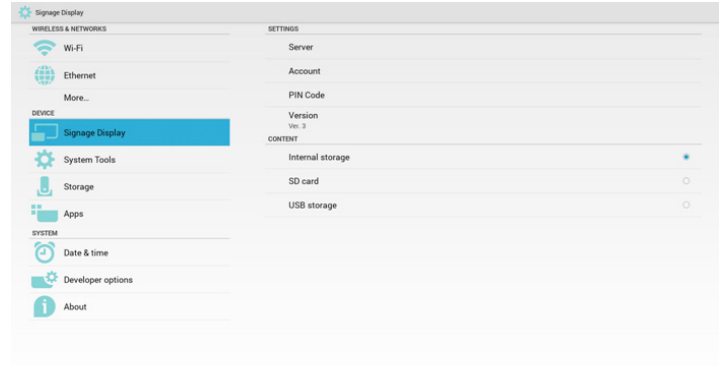 Signage Display
WIRELESS & NETWORKS
Wi-Fi
Ethernet
More...
DEVICE
Signage Display
System Tools
Storage
Apps
SYSTEM
Date & time
Developer options
About
SETTINGS
Server
Account
PIN Code
Version
Ver. 3
CONTENT
Internal storage
SD card
USB storage